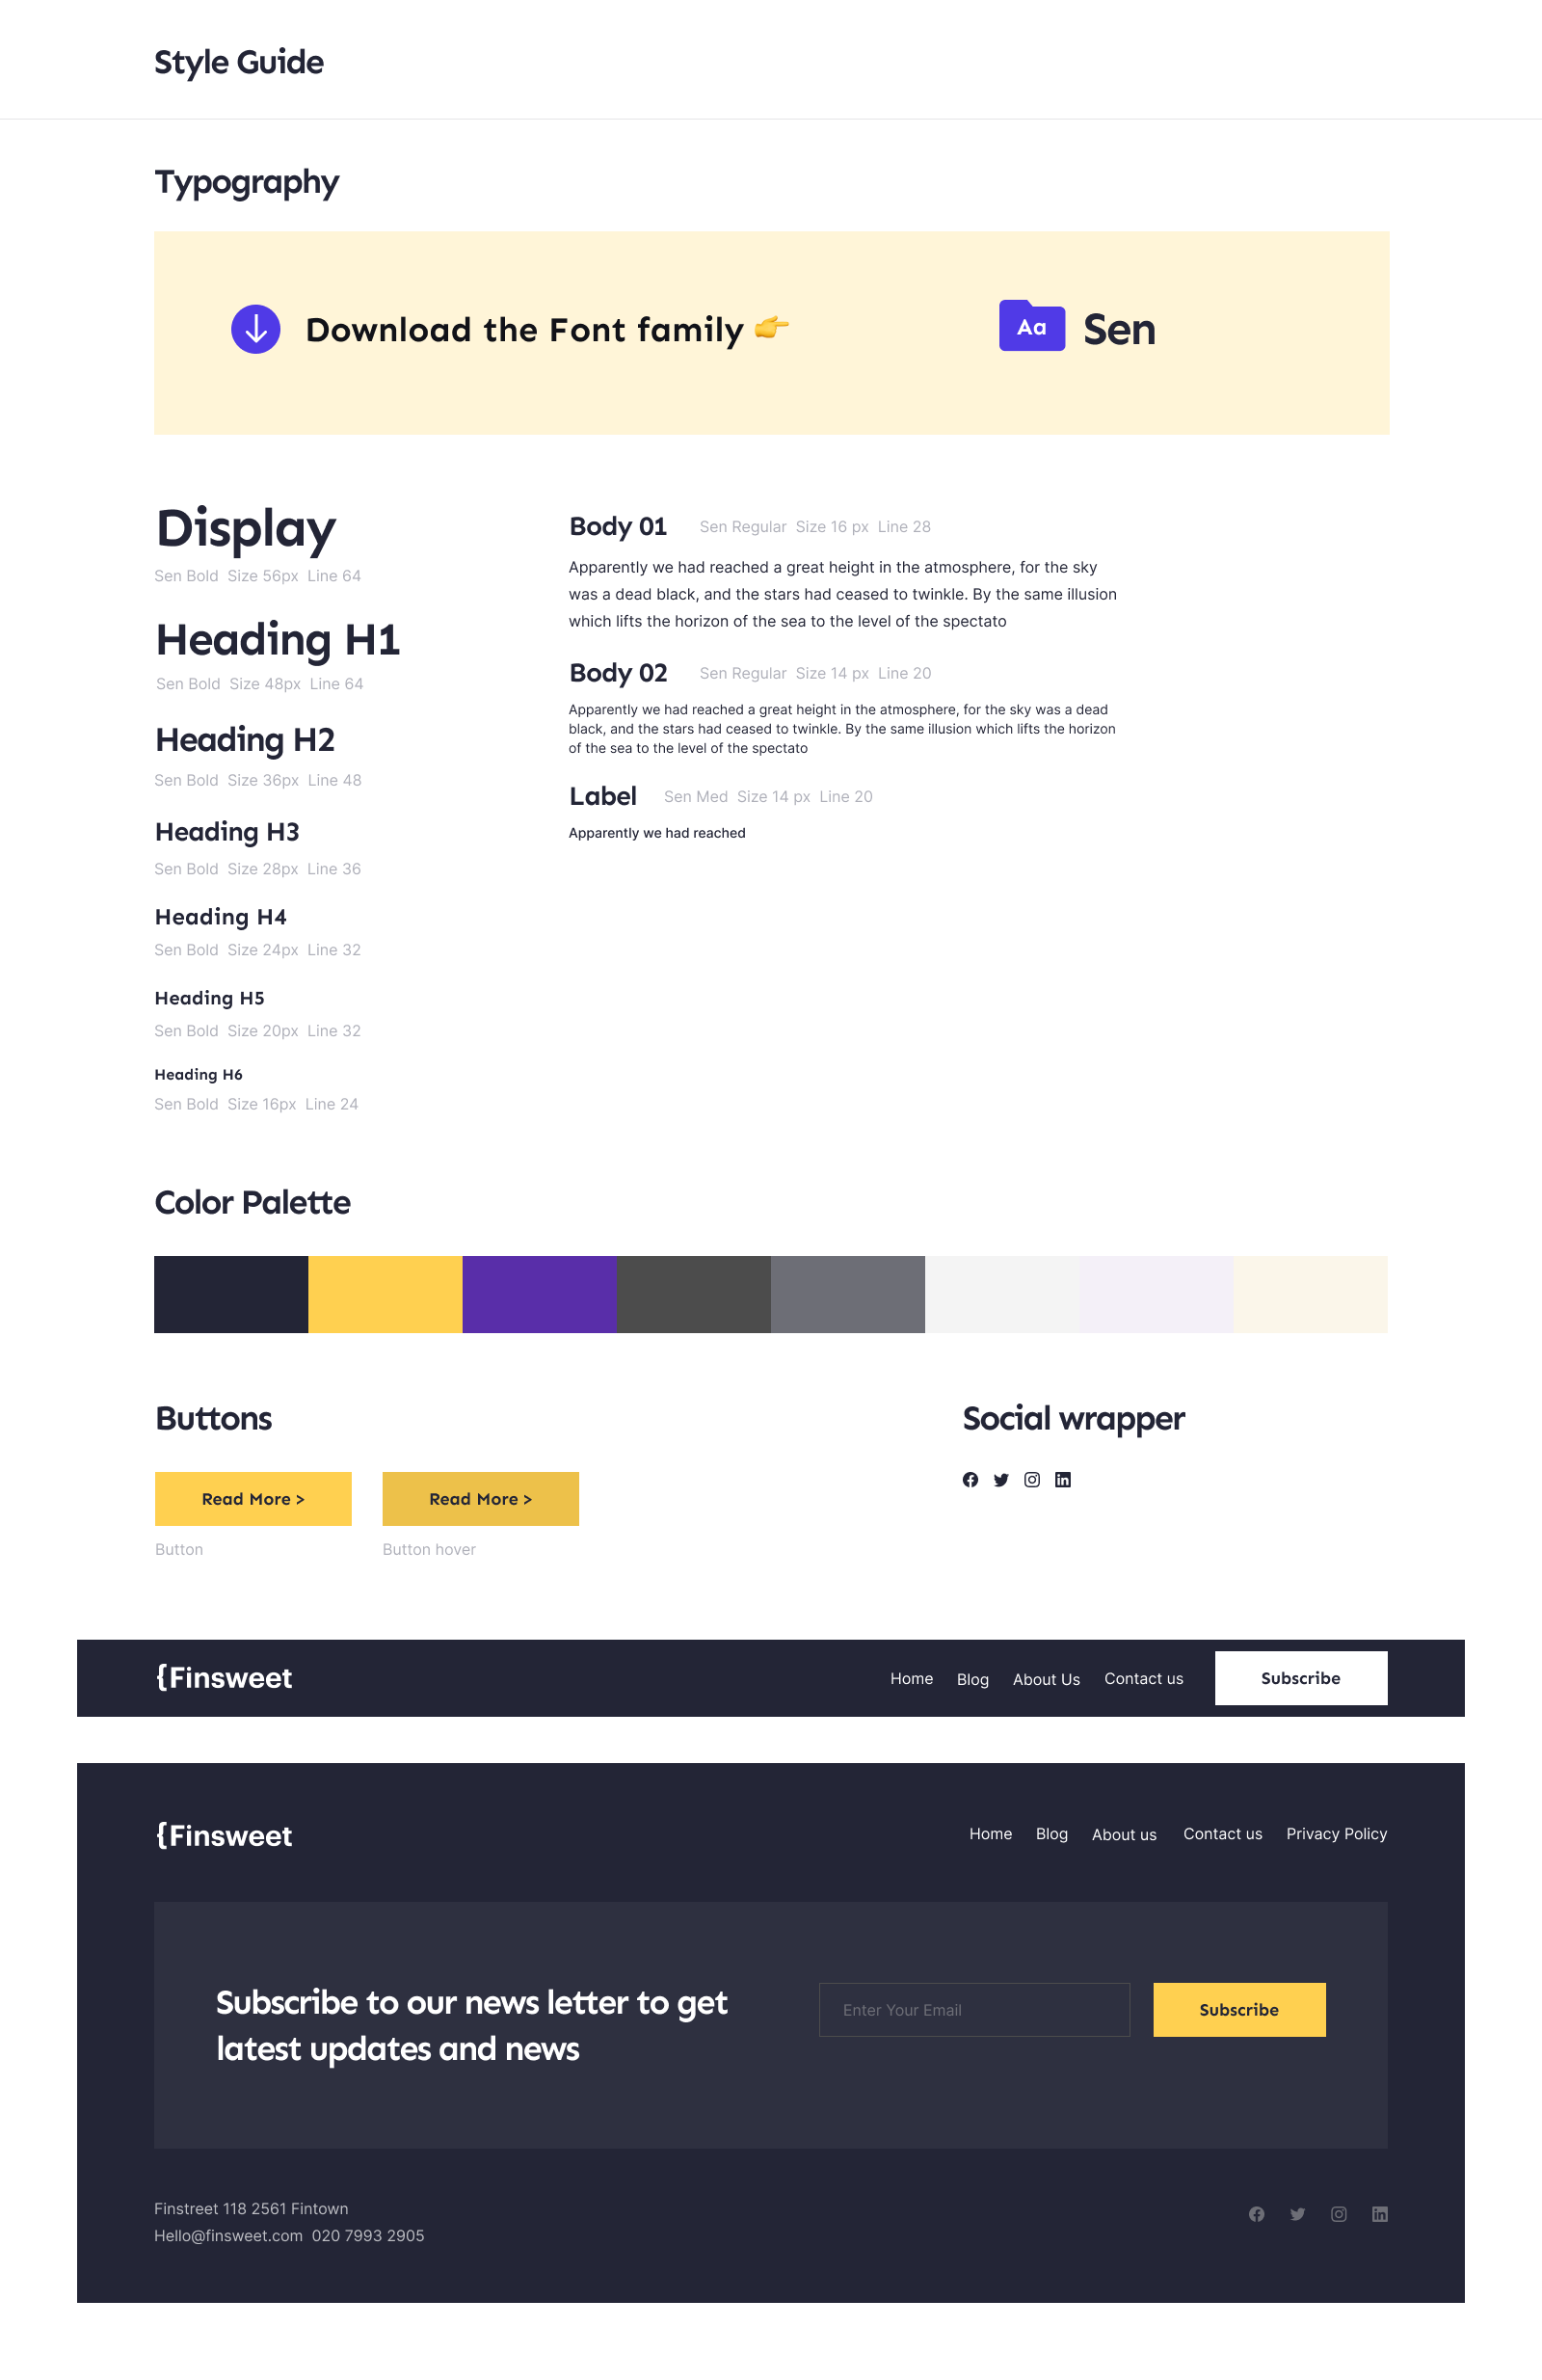 Style Guide
Typography
Download the Font family 👉
Aa Sen
Display
Sen Bold  Size 56px  Line 64
Heading H1
Sen Bold  Size 48px  Line 64
Heading H2
Sen Bold  Size 36px  Line 48
Heading H3
Sen Bold  Size 28px  Line 36
Heading H4
Sen Bold  Size 24px  Line 32
Heading H5
Sen Bold  Size 20px  Line 32
Heading H6
Sen Bold  Size 16px  Line 24
Body 01  Sen Regular  Size 16 px  Line 28
Apparently we had reached a great height in the atmosphere, for the sky
was a dead black, and the stars had ceased to twinkle. By the same illusion
which lifts the horizon of the sea to the level of the spectato
Body 02  Sen Regular  Size 14 px  Line 20
Apparently we had reached a great height in the atmosphere, for the sky was a dead
black, and the stars had ceased to twinkle. By the same illusion which lifts the horizon
of the sea to the level of the spectato
Label  Sen Med  Size 14 px  Line 20
Apparently we had reached
Color Palette
Buttons
Read More >
Button
Read More >
Button hover
Social wrapper
{Finsweet
Home  Blog  About Us  Contact us  Subscribe
{Finsweet
Home  Blog  About us  Contact us  Privacy Policy
Subscribe to our news letter to get
latest updates and news
Enter Your Email
Subscribe
Finstreet 118 2561 Fintown
Hello@finsweet.com  020 7993 2905